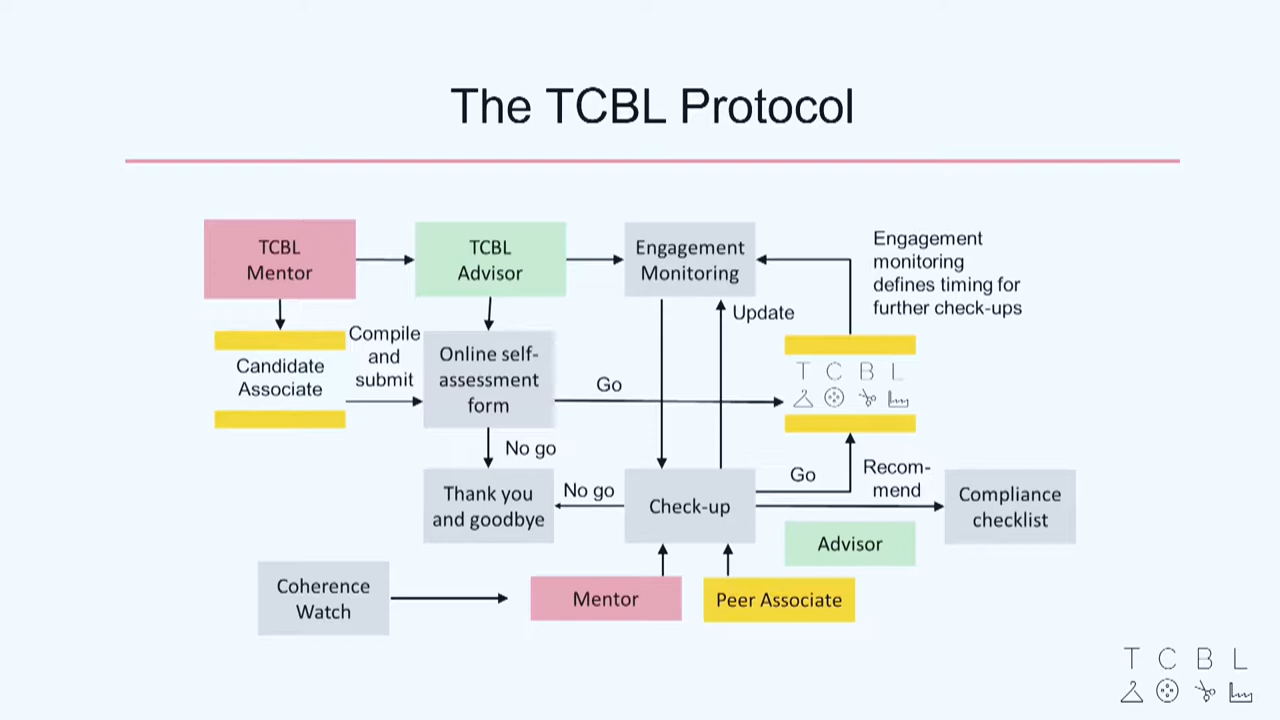 The TCBL Protocol
TCBL
Mentor
TCBL
Advisor
Engagement
Monitoring
Engagement
monitoring
defines timing for
further check-ups
Update
Compile
and
submit
Candidate
Associate
Online self-
assessment
form
Go
T C B L
No go
Thank you
and goodbye
No go
Check-up
Go
Recom-
mend
Compliance
checklist
Advisor
Coherence
Watch
Mentor
Peer Associate
T C B L